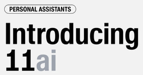 PERSONAL ASSISTANTS
Introducing
11ai